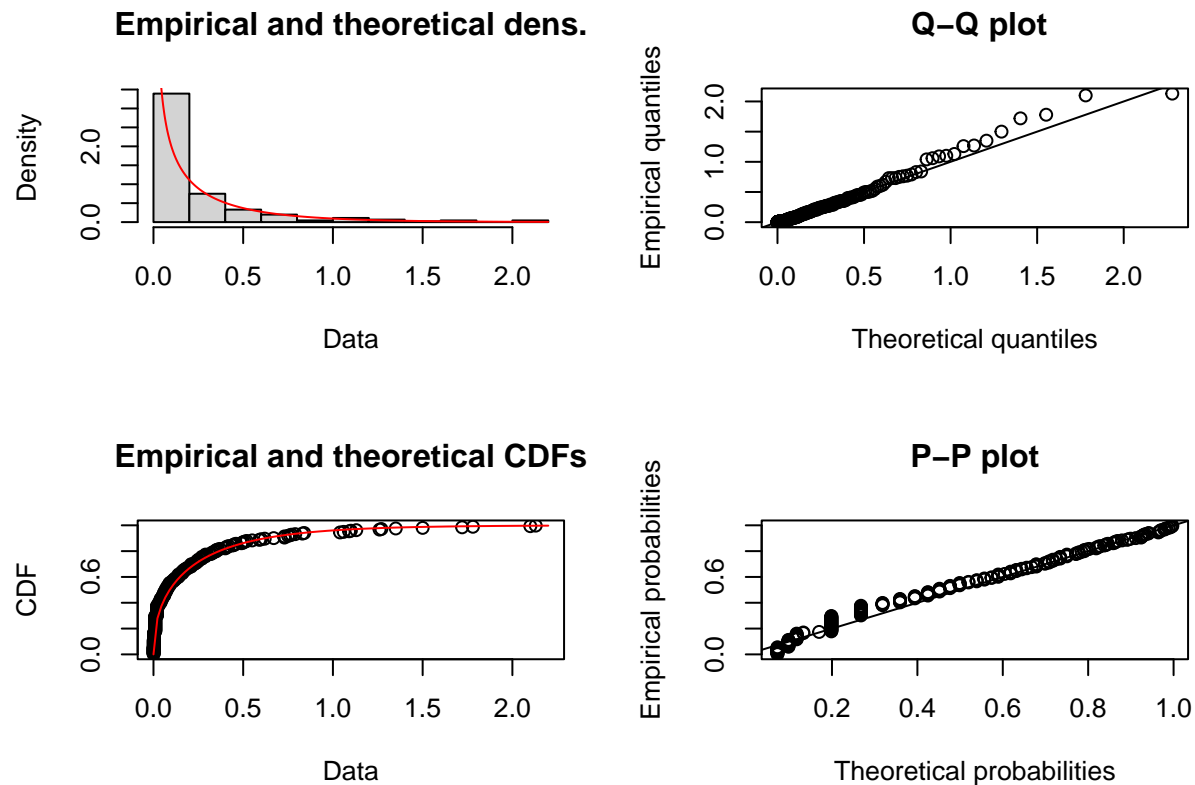 Empirical and theoretical dens.
Density
0.0 2.0
0.0 0.5 1.0 1.5 2.0
Data
Q−Q plot
Empirical quantiles
0.0 1.0 2.0
0.0 0.5 1.0 1.5 2.0
Theoretical quantiles
Empirical and theoretical CDFs
CDF
0.0 0.6
0.0 0.5 1.0 1.5 2.0
Data
P−P plot
Empirical probabilities
0.0 0.6
0.2 0.4 0.6 0.8 1.0
Theoretical probabilities